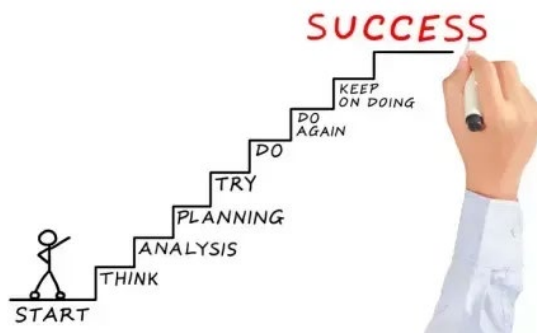 SUCCESS
KEEP
ON DOING
DO
AGAIN
DO
TRY
PLANNING
ANALYSIS
THINK
START